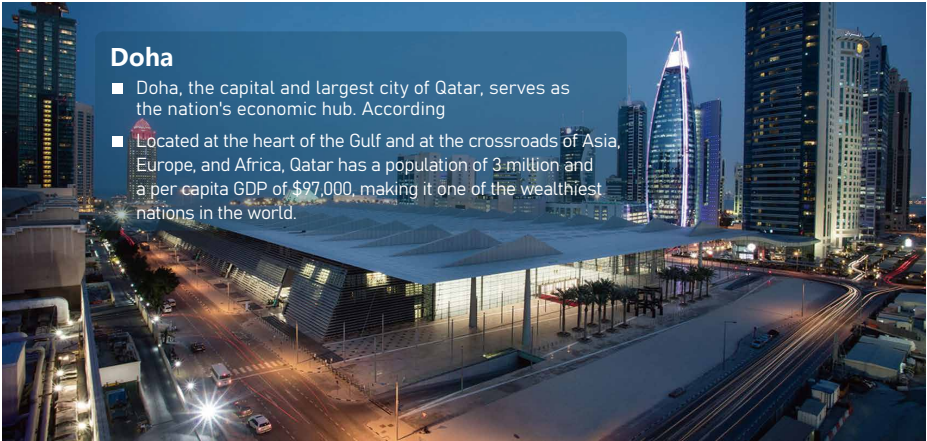 Doha
Doha, the capital and largest city of Qatar, serves as
the nation's economic hub. According
Located at the heart of the Gulf and at the crossroads of Asia,
Europe, and Africa, Qatar has a population of 3 million and
a per capita GDP of $97,000, making it one of the wealthiest
nations in the world.